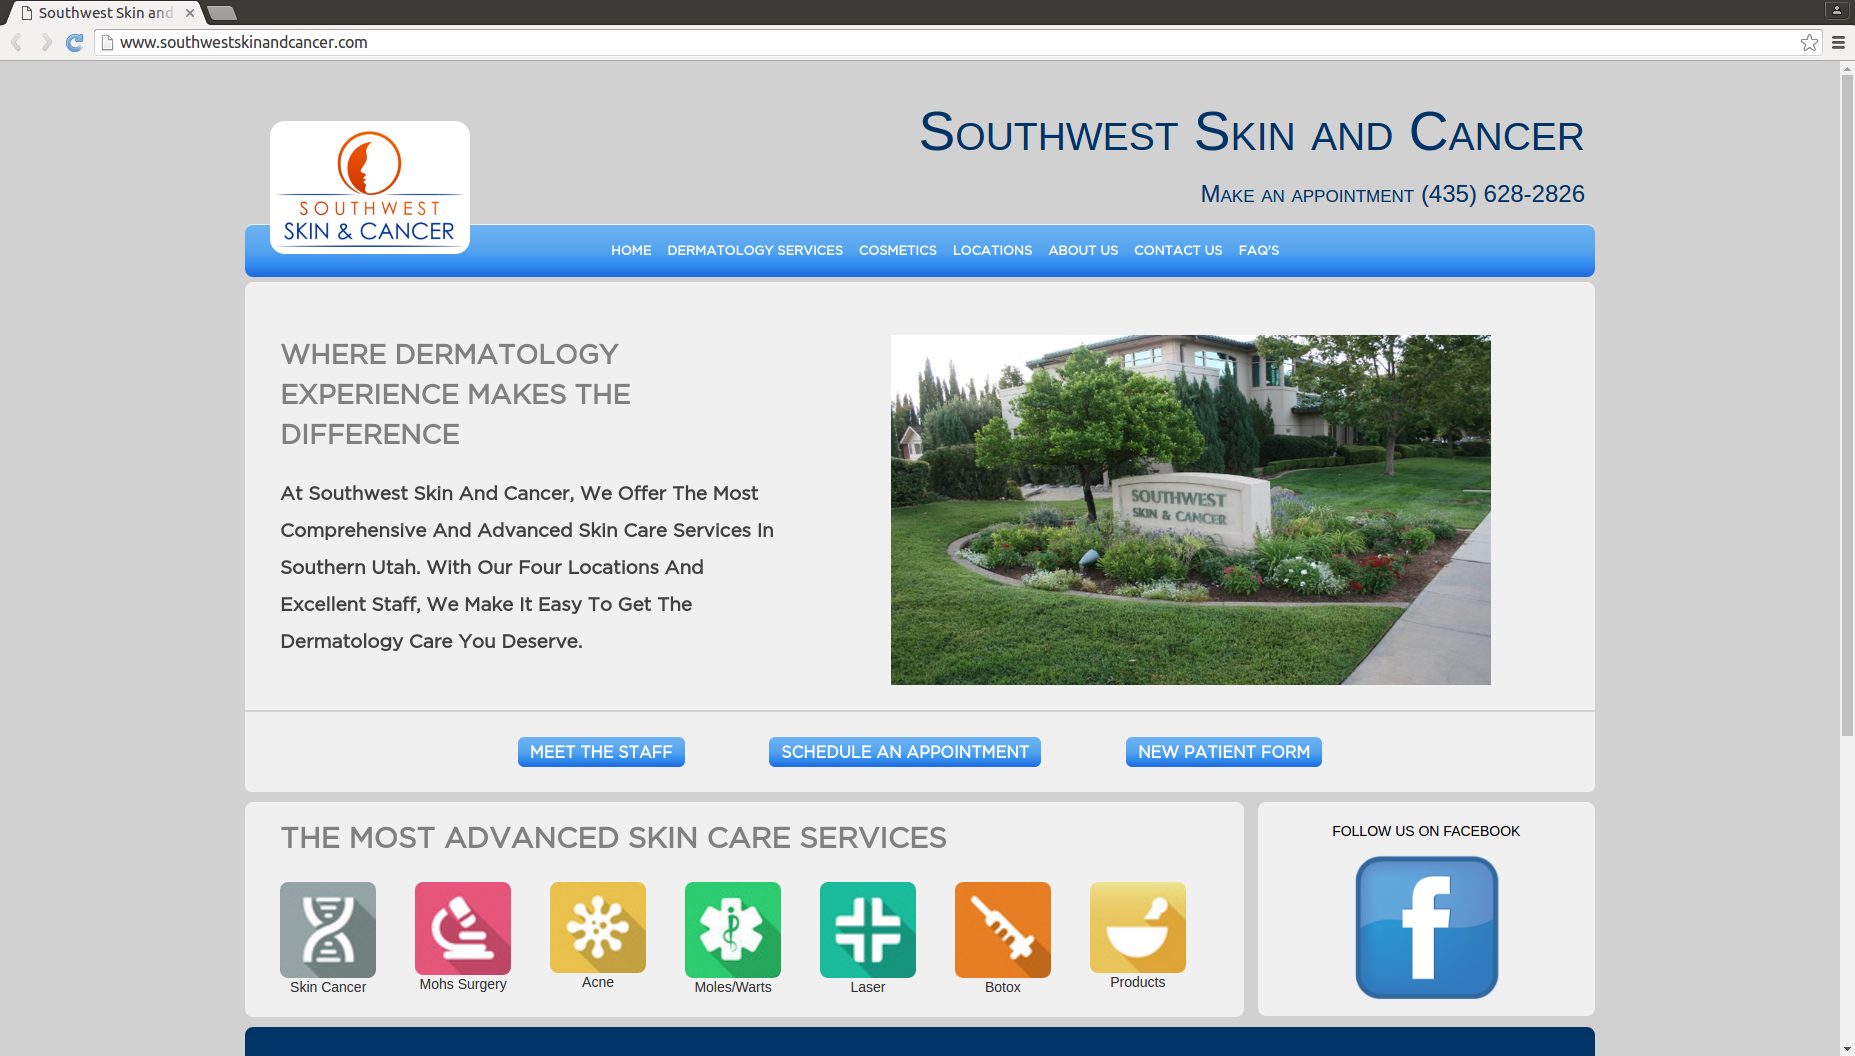 Southwest Skin and
www.southwestskinandcancer.com
SOUTHWEST SKIN AND CANCER
MAKE AN APPOINTMENT (435) 628-2826
SOUTHWEST
SKIN & CANCER
HOME DERMATOLOGY SERVICES COSMETICS LOCATIONS ABOUT US CONTACT US FAQ'S
WHERE DERMATOLOGY
EXPERIENCE MAKES THE
DIFFERENCE
At Southwest Skin And Cancer, We Offer The Most
Comprehensive And Advanced Skin Care Services In
Southern Utah. With Our Four Locations And
Excellent Staff, We Make It Easy To Get The
Dermatology Care You Deserve.
SOUTHWEST
SKIN & CANCER
MEET THE STAFF SCHEDULE AN APPOINTMENT NEW PATIENT FORM
THE MOST ADVANCED SKIN CARE SERVICES
Skin Cancer Mohs Surgery Acne Moles/Warts Laser Botox Products
FOLLOW US ON FACEBOOK
f